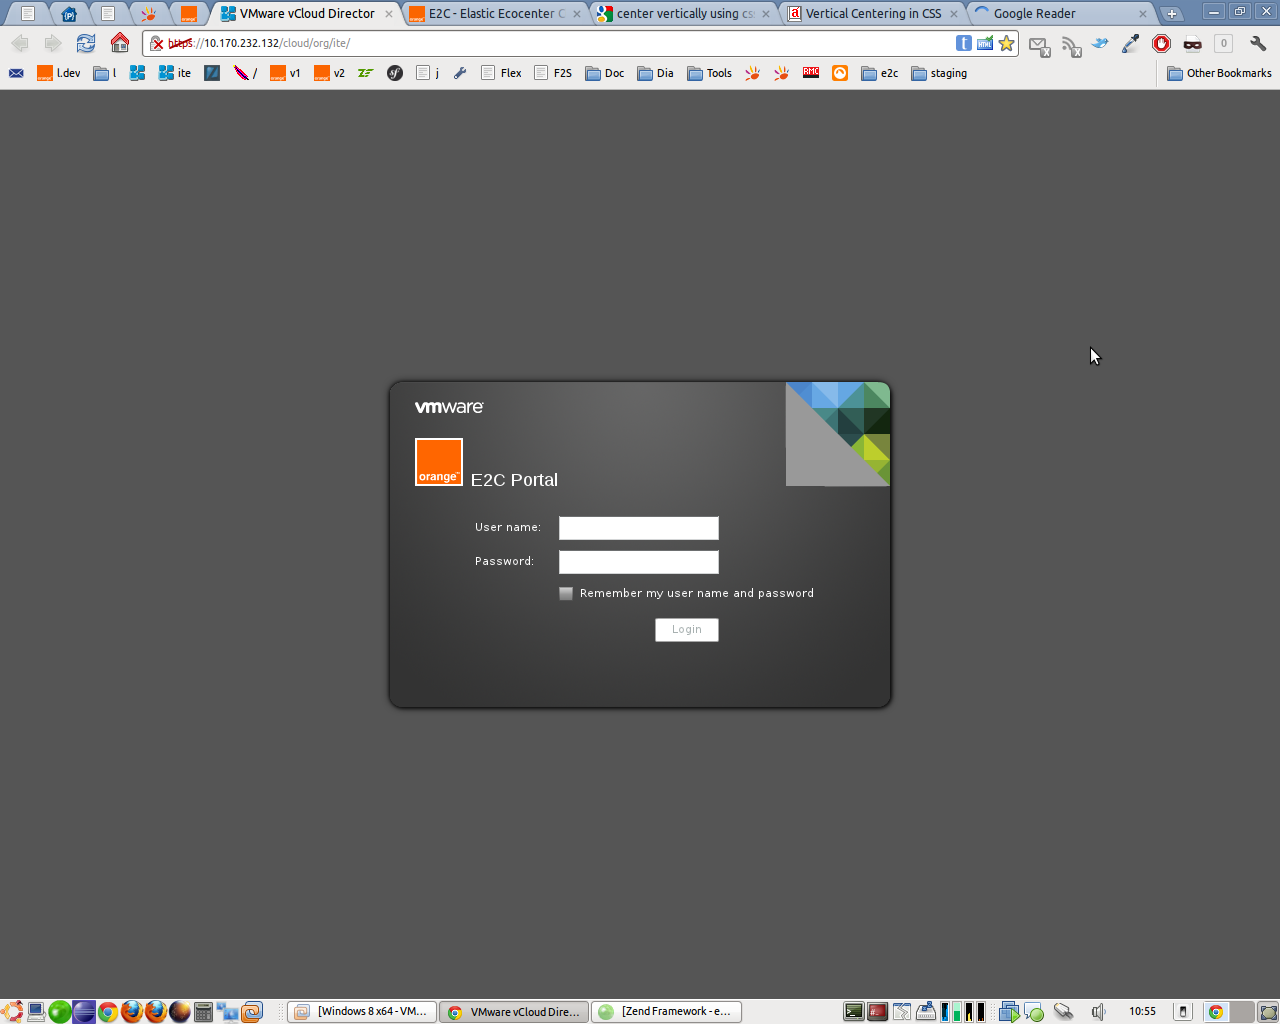 VMware vCloud Director
E2C - Elastic Ecocenter C
center vertically using cs
Vertical Centering in CSS
Google Reader
https://10.170.232.132/cloud/org/ite/
l.dev
l
ite
/
v1
v2
j
Flex
F2S
Doc
Dia
Tools
RMC
e2c
staging
Other Bookmarks
vmware
orange™
E2C Portal
User name:
Password:
Remember my user name and password
Login
[Windows 8 x64 - VM...
VMware vCloud Dire...
[Zend Framework - e...
10:55